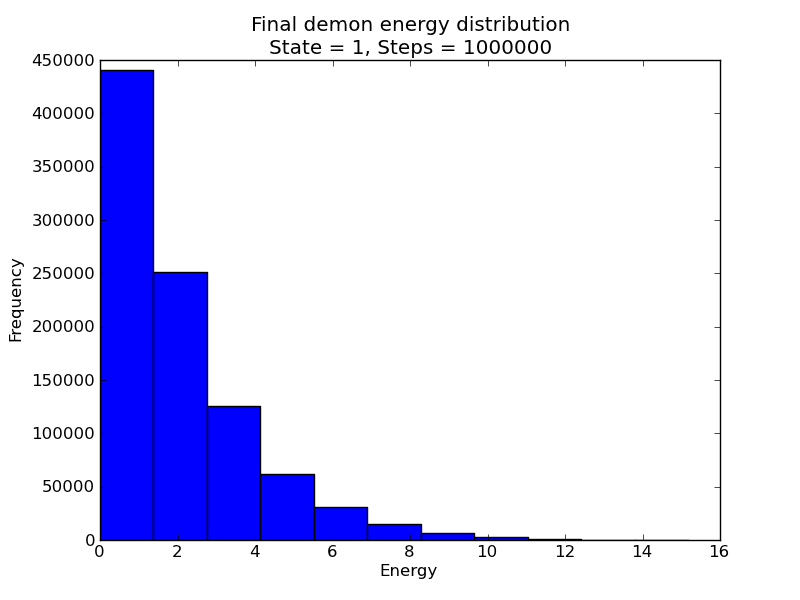 Final demon energy distribution
State = 1, Steps = 1000000
450000
400000
350000
300000
250000
200000
150000
100000
50000
0
Frequency
0 2 4 6 8 10 12 14 16
Energy